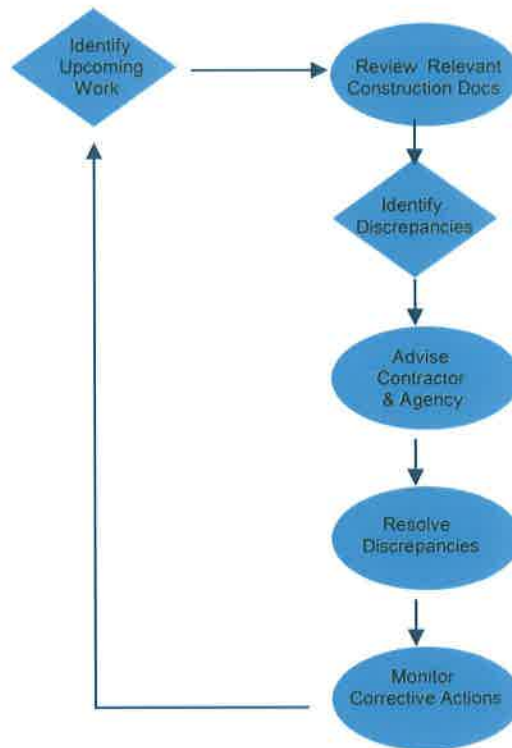 Identify
Upcoming
Work
Review Relevant
Construction Docs
Identify
Discrepancies
Advise
Contractor
& Agency
Resolve
Discrepancies
Monitor
Corrective Actions